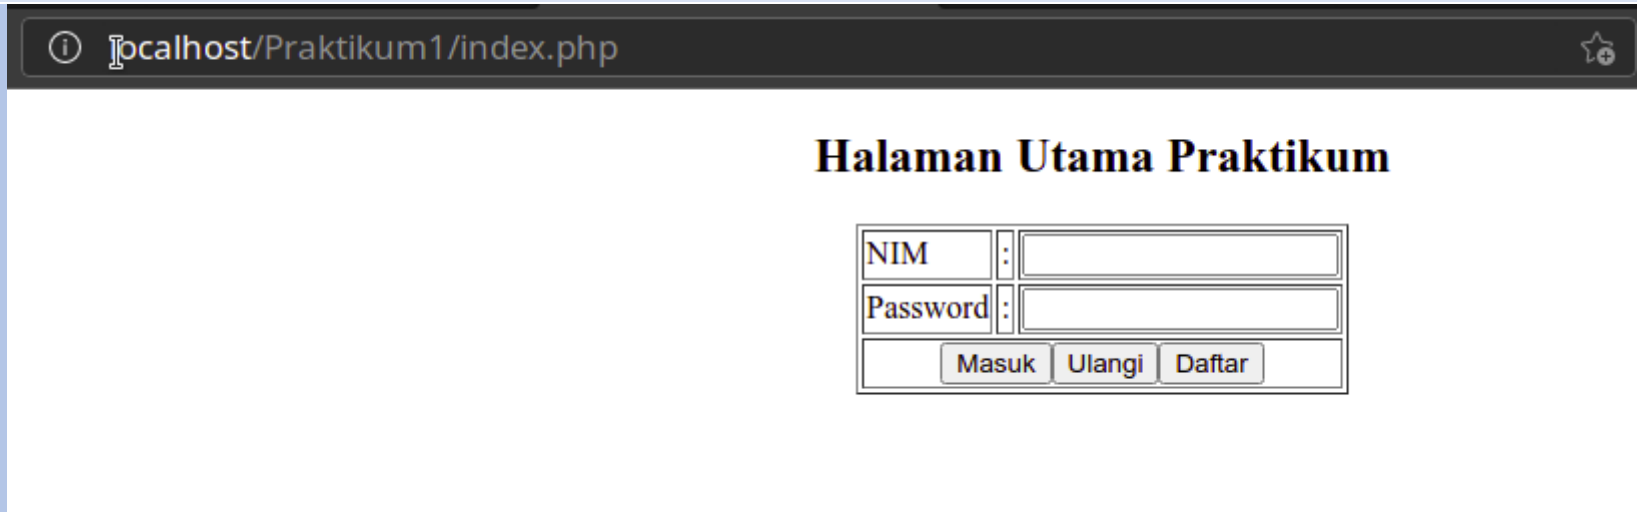 localhost/Praktikum1/index.php
Halaman Utama Praktikum
NIM :
Password :
Masuk Ulangi Daftar